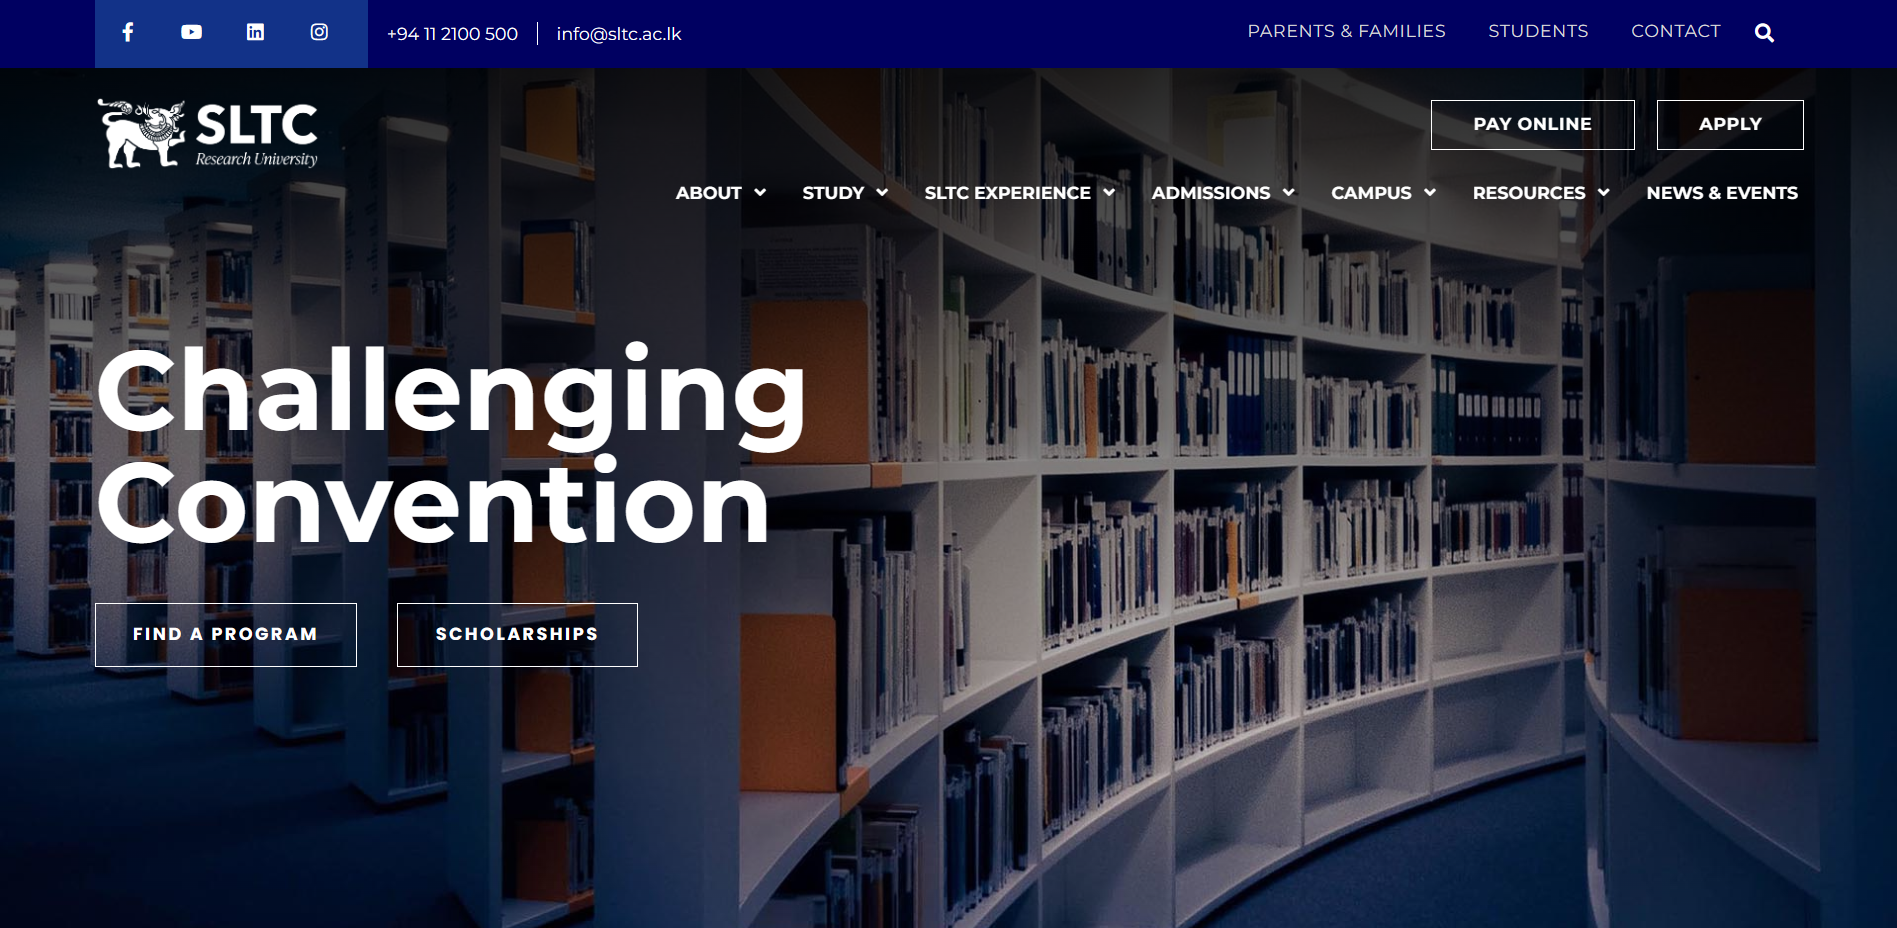 +94 11 2100 500 info@sltc.ac.lk PARENTS & FAMILIES STUDENTS CONTACT
SLTC
Research University
PAY ONLINE APPLY
ABOUT STUDY SLTC EXPERIENCE ADMISSIONS CAMPUS RESOURCES NEWS & EVENTS
Challenging
Convention
FIND A PROGRAM SCHOLARSHIPS